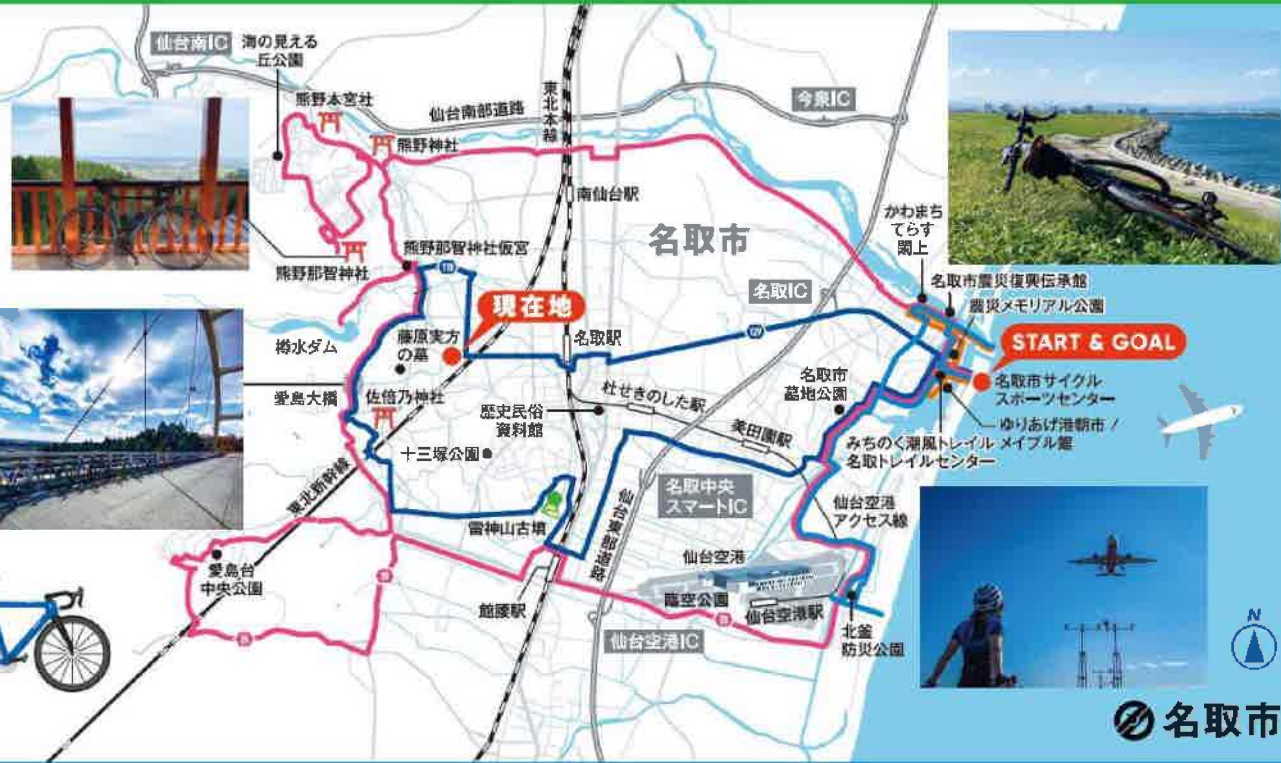 仙台南IC
海の見える
丘公園
熊野本宮社
熊野神社
仙台南部道路
東北本線
今泉IC
南仙台駅
名取市
かわまち
てらす
閖上
熊野那智神社仮宮
熊野那智神社
名取IC
名取市震災復興伝承館
震災メモリアル公園
現在地
START & GOAL
樽水ダム
藤原実方
の墓
名取駅
129
名取市サイクル
スポーツセンター
愛島大橋
佐倍乃神社
杜せきのした駅
名取市
墓地公園
ゆりあげ港朝市/
メイプル館
歴史民俗
資料館
美田園駅
みちのく潮風トレイル
名取トレイルセンター
十三塚公園
東北新幹線
名取中央
スマートIC
仙台空港
アクセス線
雷神山古墳
仙台東部道路
仙台空港
愛島台
中央公園
臨空公園
仙台空港駅
館腰駅
仙台空港IC
北釜
防災公園
N
名取市